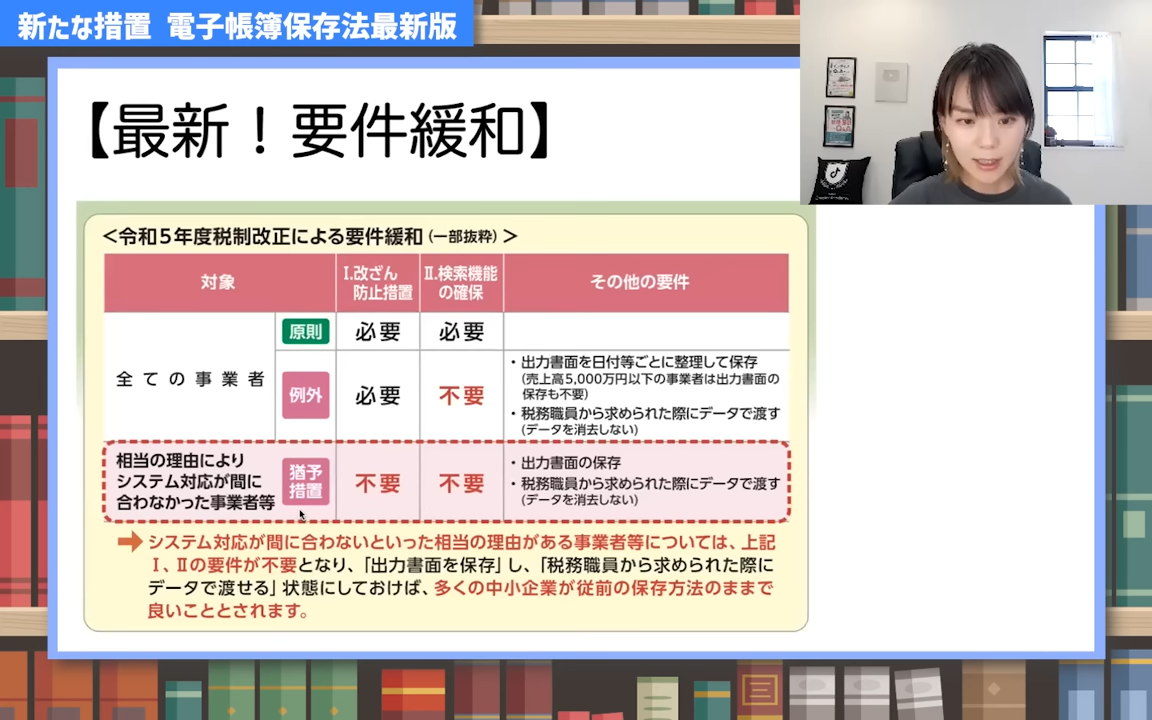 新たな措置 電子帳簿保存法最新版
【最新！要件緩和】
＜令和5年度税制改正による要件緩和(一部抜粋)＞
対象
Ⅰ.改ざん
防止措置
Ⅱ.検索機能
の確保
その他の要件
全ての事業者
原則
必要
必要
例外
必要
不要
・出力書面を日付等ごとに整理して保存
(売上高5,000万円以下の事業者は出力書面の
保存も不要)
・税務職員から求められた際にデータで渡す
(データを消去しない)
相当の理由により
システム対応が間に
合わなかった事業者等
猶予
措置
不要
不要
・出力書面の保存
・税務職員から求められた際にデータで渡す
(データを消去しない)
システム対応が間に合わないといった相当の理由がある事業者等については、上記
Ⅰ、Ⅱの要件が不要となり、「出力書面を保存」し、「税務職員から求められた際に
データで渡せる」状態にしておけば、多くの中小企業が従前の保存方法のままで
良いこととされます。